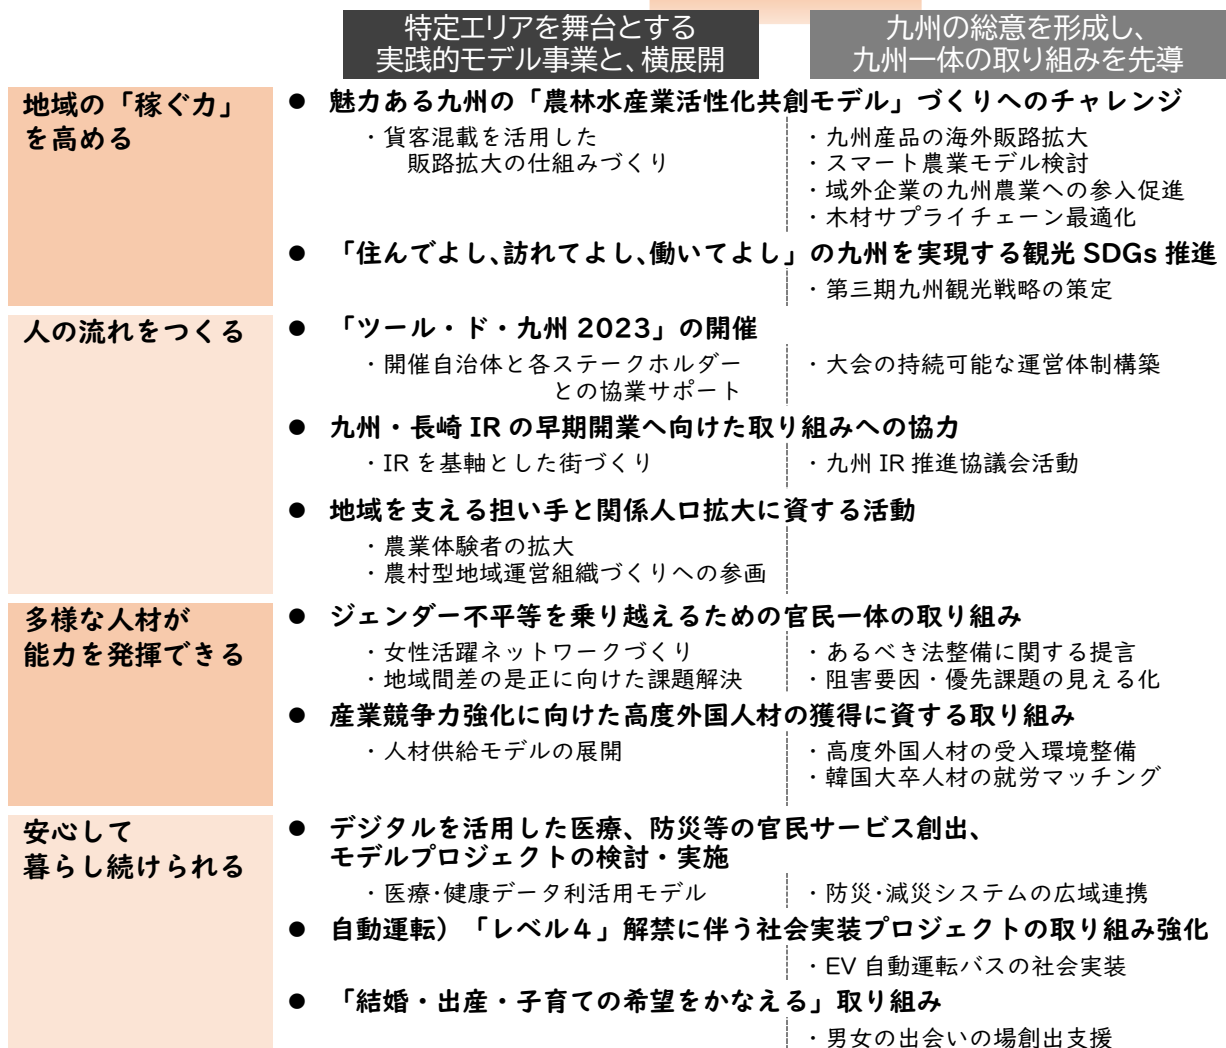 特定エリアを舞台とする
実践的モデル事業と、横展開
九州の総意を形成し、
九州一体の取り組みを先導
地域の「稼ぐ力」
を高める
● 魅力ある九州の「農林水産業活性化共創モデル」づくりへのチャレンジ
・貨客混載を活用した
販路拡大の仕組みづくり
・九州産品の海外販路拡大
・スマート農業モデル検討
・域外企業の九州農業への参入促進
・木材サプライチェーン最適化
● 「住んでよし、訪れてよし、働いてよし」の九州を実現する観光 SDGs 推進
・第三期九州観光戦略の策定
人の流れをつくる
● 「ツール・ド・九州 2023」の開催
・開催自治体と各ステークホルダー
との協業サポート
・大会の持続可能な運営体制構築
● 九州・長崎 IR の早期開業へ向けた取り組みへの協力
・IR を基軸とした街づくり
・九州 IR 推進協議会活動
● 地域を支える担い手と関係人口拡大に資する活動
・農業体験者の拡大
・農村型地域運営組織づくりへの参画
多様な人材が
能力を発揮できる
● ジェンダー不平等を乗り越えるための官民一体の取り組み
・女性活躍ネットワークづくり
・地域間差の是正に向けた課題解決
・あるべき法整備に関する提言
・阻害要因・優先課題の見える化
● 産業競争力強化に向けた高度外国人材の獲得に資する取り組み
・人材供給モデルの展開
・高度外国人材の受入環境整備
・韓国大卒人材の就労マッチング
安心して
暮らし続けられる
● デジタルを活用した医療、防災等の官民サービス創出、
モデルプロジェクトの検討・実施
・医療・健康データ利活用モデル
・防災・減災システムの広域連携
● 自動運転）「レベル４」解禁に伴う社会実装プロジェクトの取り組み強化
・EV 自動運転バスの社会実装
● 「結婚・出産・子育ての希望をかなえる」取り組み
・男女の出会いの場創出支援